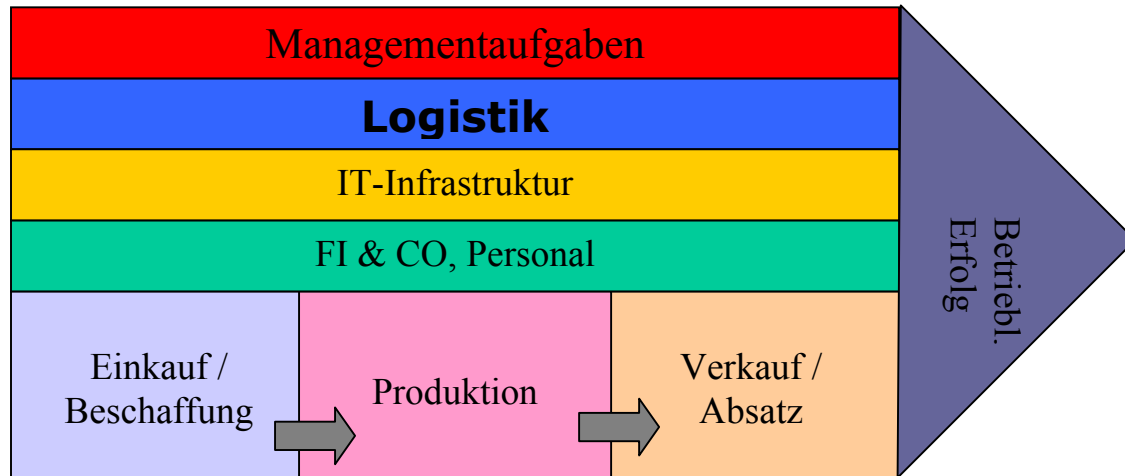 Managementaufgaben
Logistik
IT-Infrastruktur
FI & CO, Personal
Einkauf /
Beschaffung
Produktion
Verkauf /
Absatz
Betriebl.
Erfolg